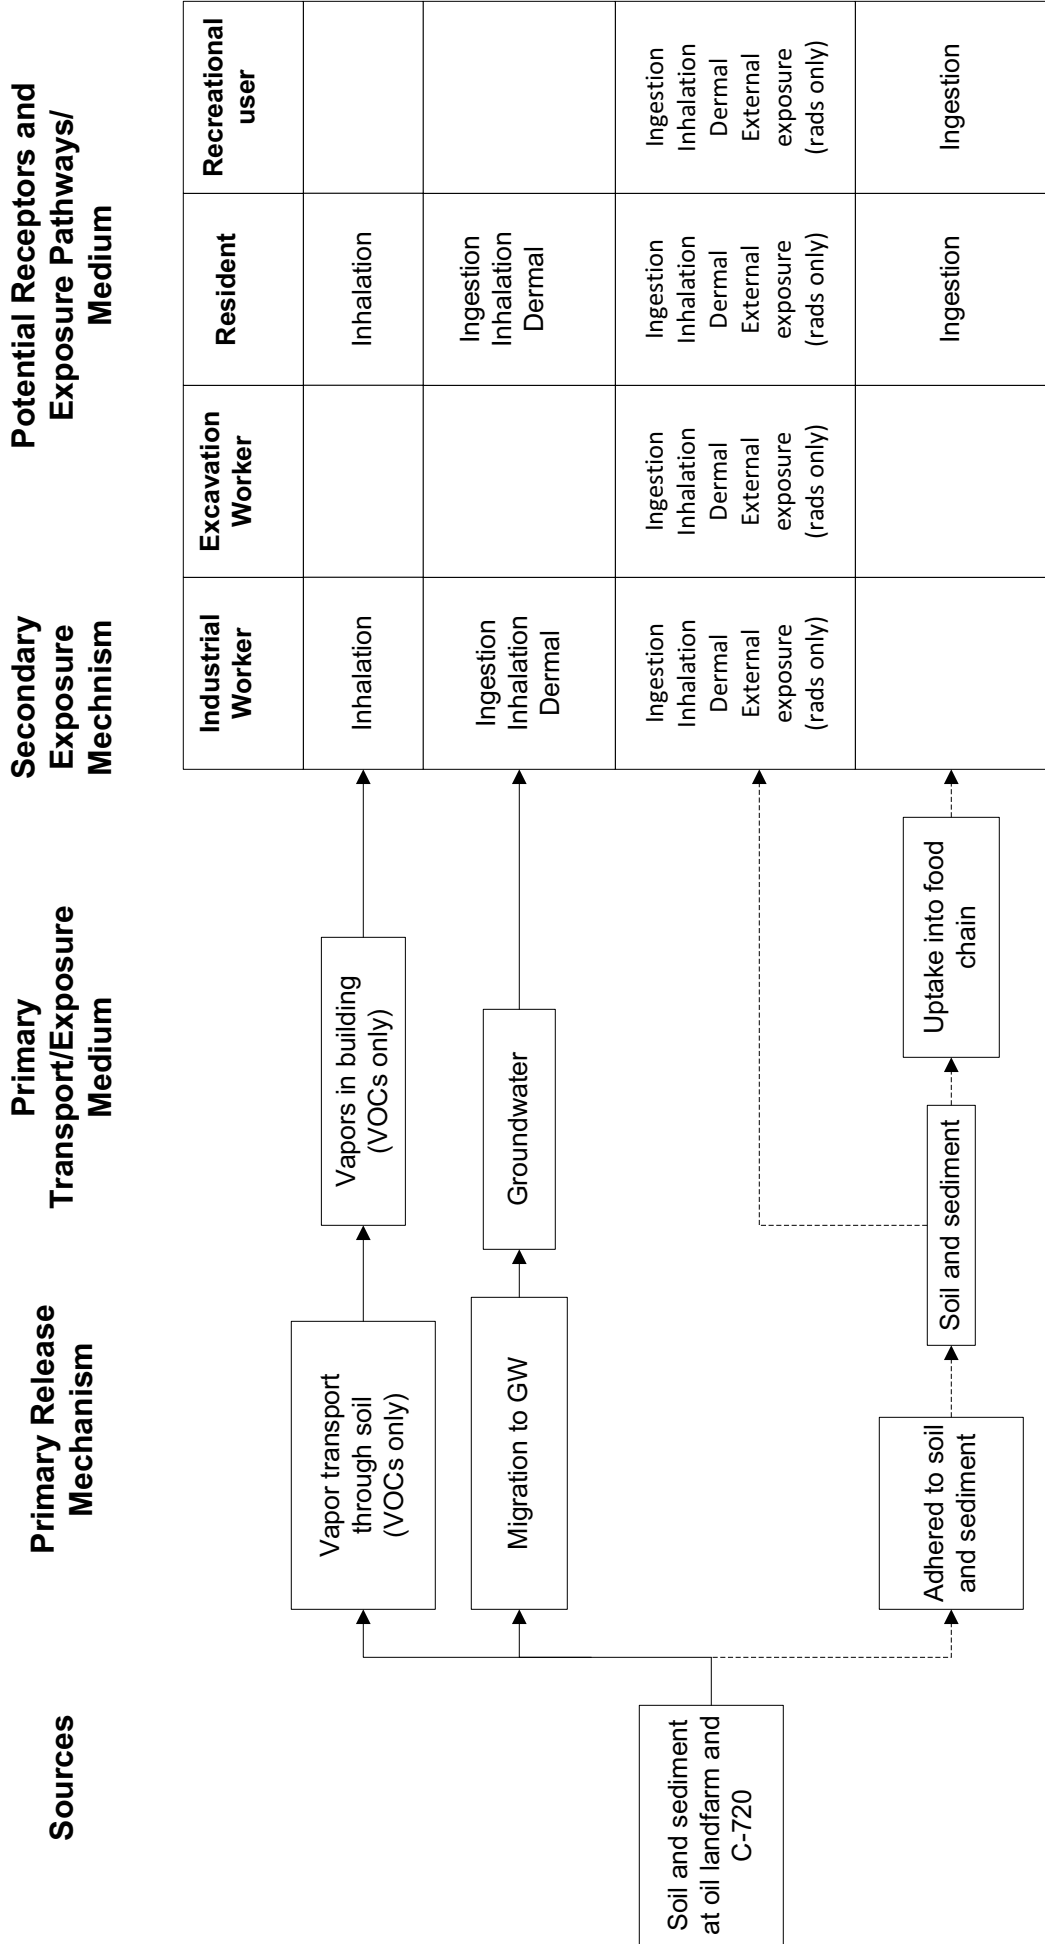 Sources
Primary Release
Mechanism
Primary
Transport/Exposure
Medium
Secondary
Exposure
Mechnism
Potential Receptors and
Exposure Pathways/
Medium
Soil and sediment
at oil landfarm and
C-720
Vapor transport
through soil
(VOCs only)
Vapors in building
(VOCs only)
Migration to GW
Groundwater
Adhered to soil
and sediment
Soil and sediment
Uptake into food
chain
Industrial
Worker
Excavation
Worker
Resident
Recreational
user
Inhalation
Inhalation
Ingestion
Inhalation
Dermal
Ingestion
Inhalation
Dermal
Ingestion
Inhalation
Dermal
External
exposure
(rads only)
Ingestion
Inhalation
Dermal
External
exposure
(rads only)
Ingestion
Inhalation
Dermal
External
exposure
(rads only)
Ingestion
Inhalation
Dermal
External
exposure
(rads only)
Ingestion
Ingestion